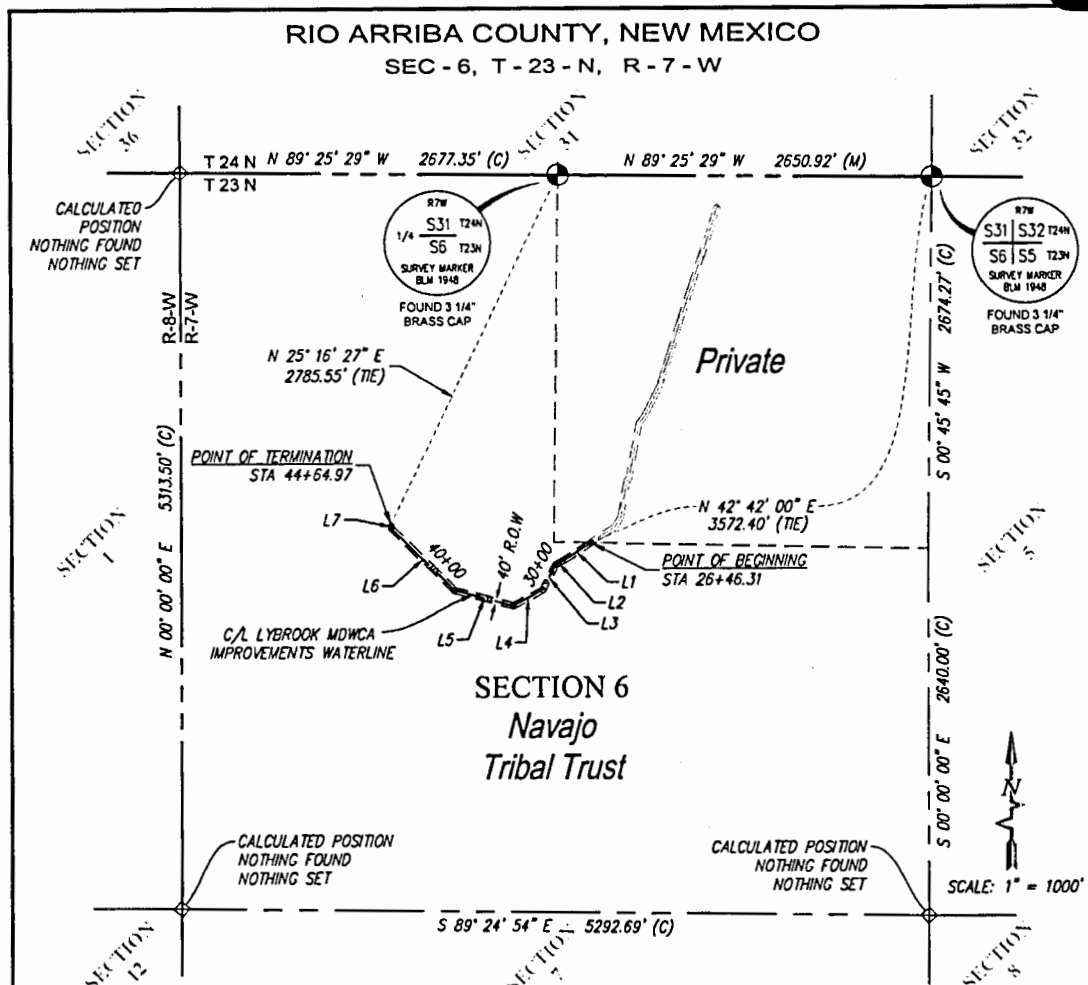 RIO ARRIBA COUNTY, NEW MEXICO
SEC - 6, T - 23 - N, R - 7 - W
SECTION 36
SECTION 31
SECTION 32
T 24 N
T 23 N
N 89° 25' 29" W 2677.35' (C)
N 89° 25' 29" W 2650.92' (M)
CALCULATED
POSITION
NOTHING FOUND
NOTHING SET
R7W
1/4 S31 T24N
S6 T23N
SURVEY MARKER
BLM 1948
FOUND 3 1/4"
BRASS CAP
R7W
S31 S32 T24N
S6 S5 T23N
SURVEY MARKER
BLM 1948
FOUND 3 1/4"
BRASS CAP
R-8-W
R-7-W
S 00° 45' 45" W 2674.27' (C)
N 25° 16' 27" E
2785.55' (TIE)
Private
N 00° 00' 00" E 5313.50' (C)
POINT OF TERMINATION
STA 44+64.97
N 42° 42' 00" E
3572.40' (TIE)
SECTION 1
SECTION 5
L7
L6
40+00
40' R.O.W
30+00
POINT OF BEGINNING
STA 26+46.31
L1
L2
L3
L4
L5
C/L LYBROOK MDWCA
IMPROVEMENTS WATERLINE
S 00° 00' 00" E 2640.00' (C)
SECTION 6
Navajo
Tribal Trust
N
CALCULATED POSITION
NOTHING FOUND
NOTHING SET
CALCULATED POSITION
NOTHING FOUND
NOTHING SET
SCALE: 1" = 1000'
S 89° 24' 54" E 5292.69' (C)
SECTION 12
SECTION 7
SECTION 8